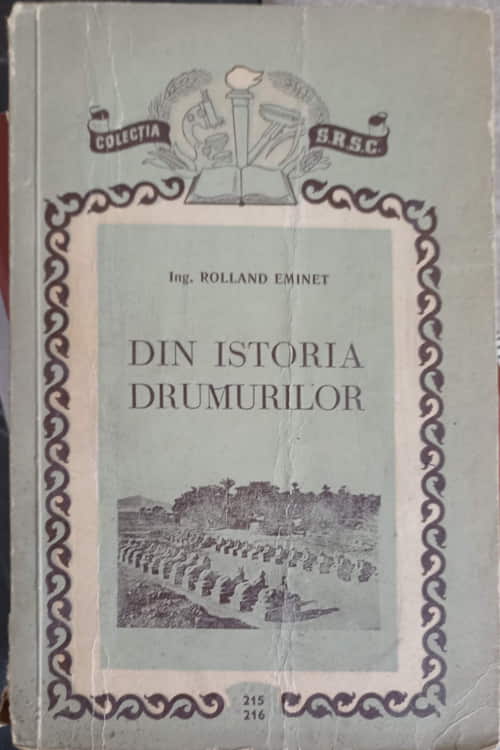 COLECȚIA S.R.S.C.
Ing. ROLLAND EMINET
DIN ISTORIA
DRUMURILOR
215
216